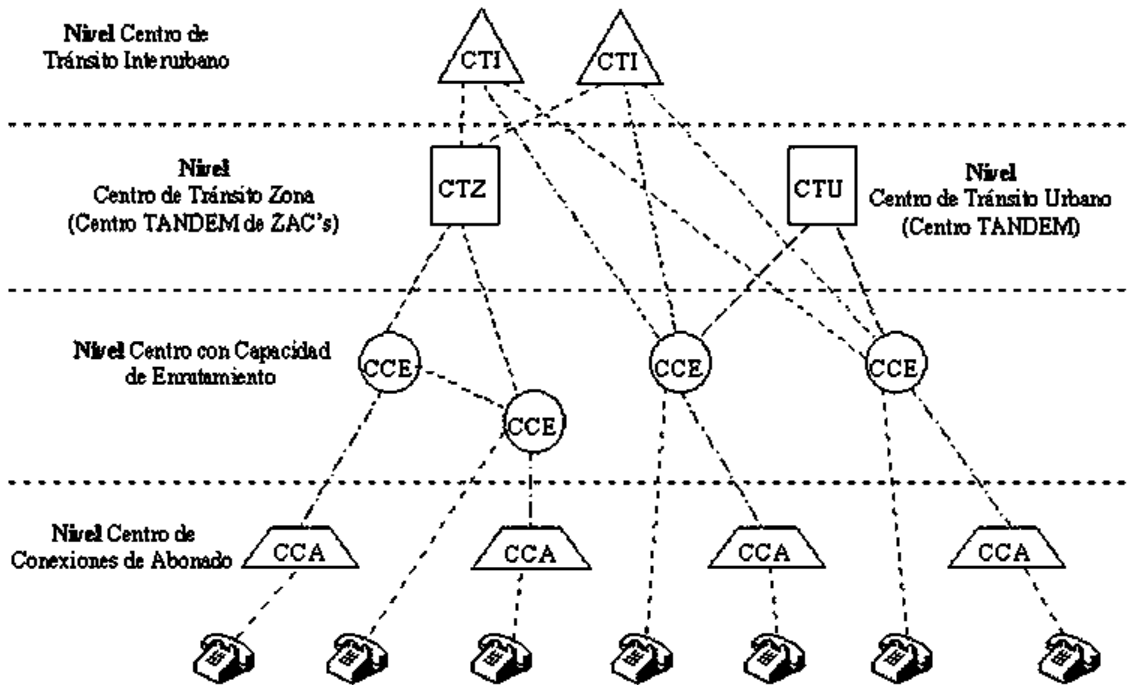 Nivel Centro de
Tránsito Interurbano
CTI
CTI
Nivel
Centro de Tránsito Zona
(Centro TANDEM de ZAC's)
CTZ
CTU
Nivel
Centro de Tránsito Urbano
(Centro TANDEM)
Nivel Centro con Capacidad
de Enrutamiento
CCE
CCE
CCE
CCE
Nivel Centro de
Conexiones de Abonado
CCA
CCA
CCA
CCA